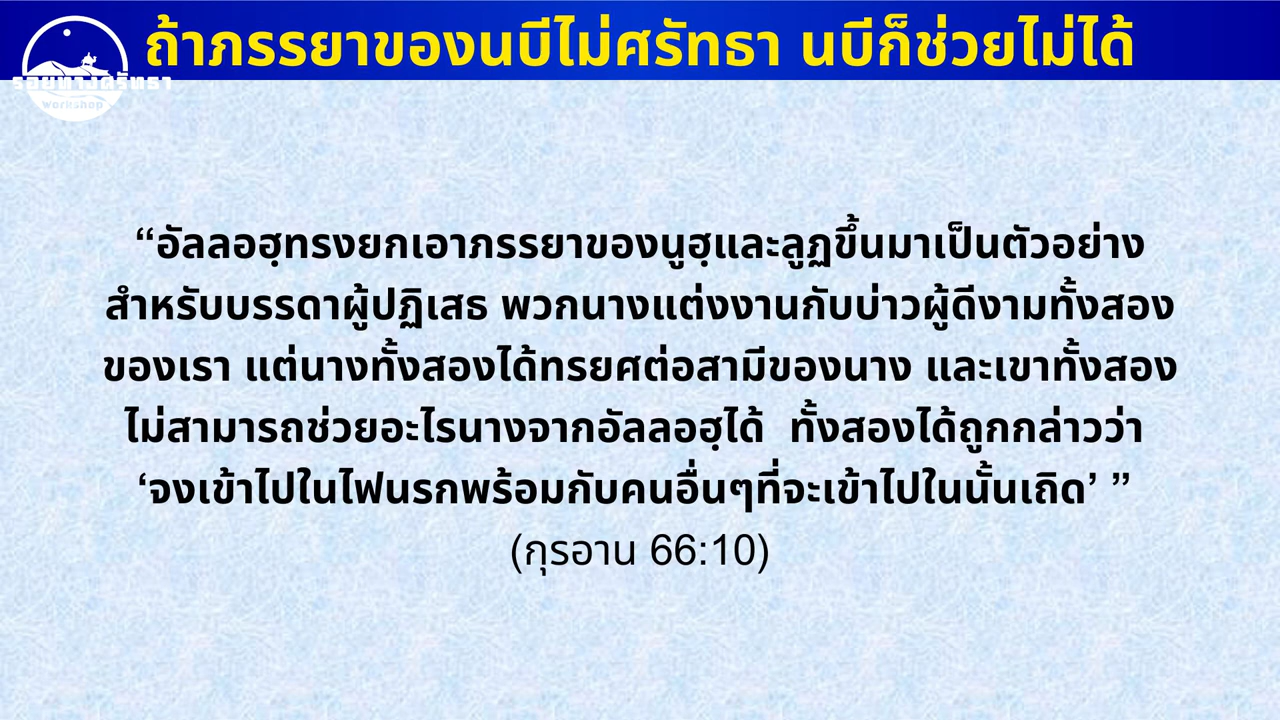 ถ้าภรรยาของนบีไม่ศรัทธา นบีก็ช่วยไม่ได้
รอยทางศรัทธา
workshop
“อัลลอฮฺทรงยกเอาภรรยาของนูฮฺและลูฏขึ้นมาเป็นตัวอย่าง
สำหรับบรรดาผู้ปฏิเสธ พวกนางแต่งงานกับบ่าวผู้ดีงามทั้งสอง
ของเรา แต่นางทั้งสองได้ทรยศต่อสามีของนาง และเขาทั้งสอง
ไม่สามารถช่วยอะไรนางจากอัลลอฮฺได้ ทั้งสองได้ถูกกล่าวว่า
‘จงเข้าไปในไฟนรกพร้อมกับคนอื่นๆที่จะเข้าไปในนั้นเถิด’ ”
(กุรอาน 66:10)